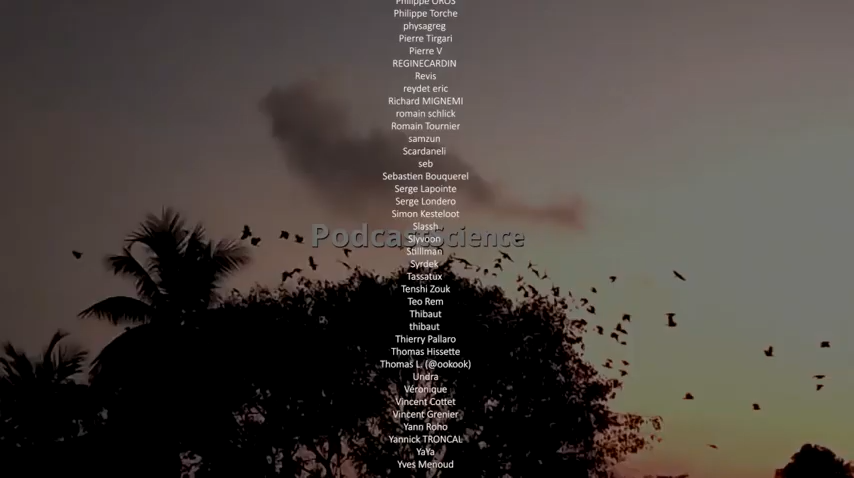 Philippe OROS
Philippe Torche
physagreg
Pierre Tirgari
Pierre V
REGINECARDIN
Revis
reydet eric
Richard MIGNEMI
romain schlick
Romain Tournier
samzun
Scardaneli
seb
Sebastien Bouquerel
Serge Lapointe
Serge Londero
Simon Kesteloot
Slassh
Podcastscience
Slyvoon
Stillman
Syrdek
Tassatux
Tenshi Zouk
Teo Rem
Thibaut
thibaut
Thierry Pallaro
Thomas Hissette
Thomas L. (@ookook)
Undra
Véronique
Vincent Cottet
Vincent Grenier
Yann Roho
Yannick TRONCAL
YaYa
Yves Menoud